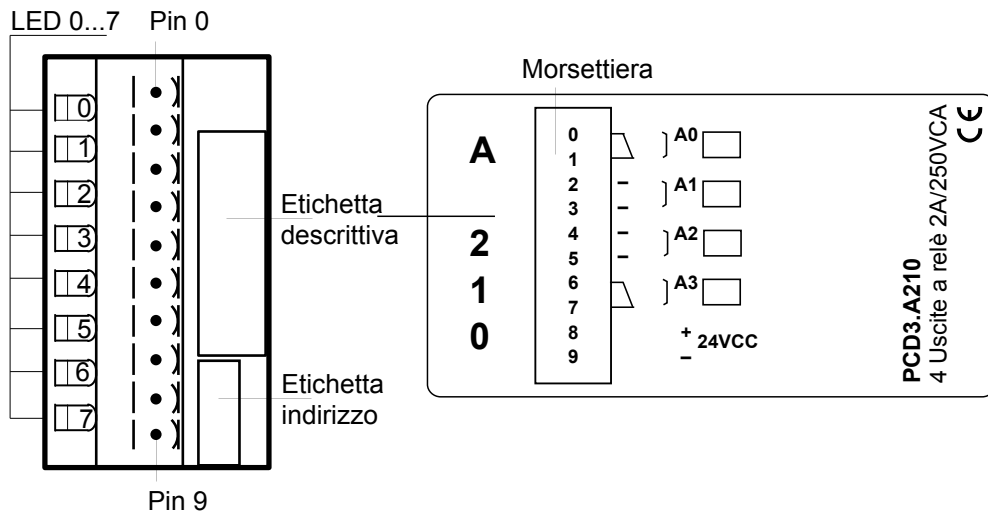 LED 0...7
Pin 0
0
1
2
3
4
5
6
7
Pin 9
Etichetta
descrittiva
Etichetta
indirizzo
Morsettiera
A
2
1
0
0
1
2
3
4
5
6
7
8
9
A0
A1
A2
A3
+
–
24VCC
PCD3.A210
4 Uscite a relè 2A/250VCA
CE